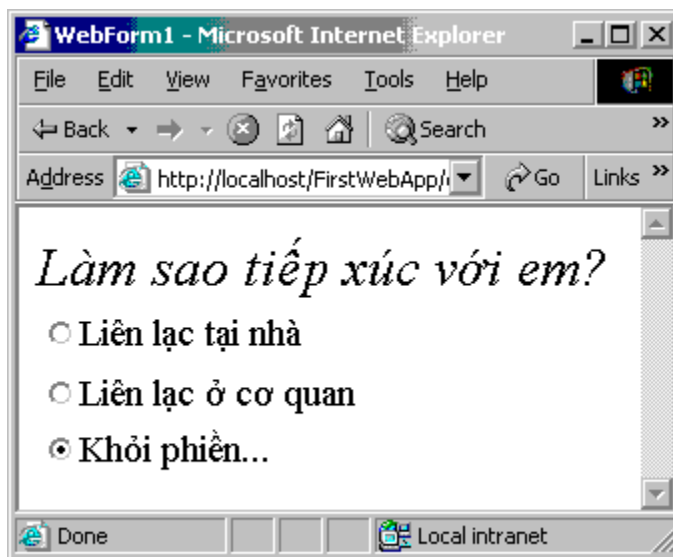 WebForm1 - Microsoft Internet Explorer
File Edit View Favorites Tools Help
Back Search
Address http://localhost/FirstWebApp/ Go Links
Làm sao tiếp xúc với em?
Liên lạc tại nhà
Liên lạc ở cơ quan
Khỏi phiền...
Done Local intranet